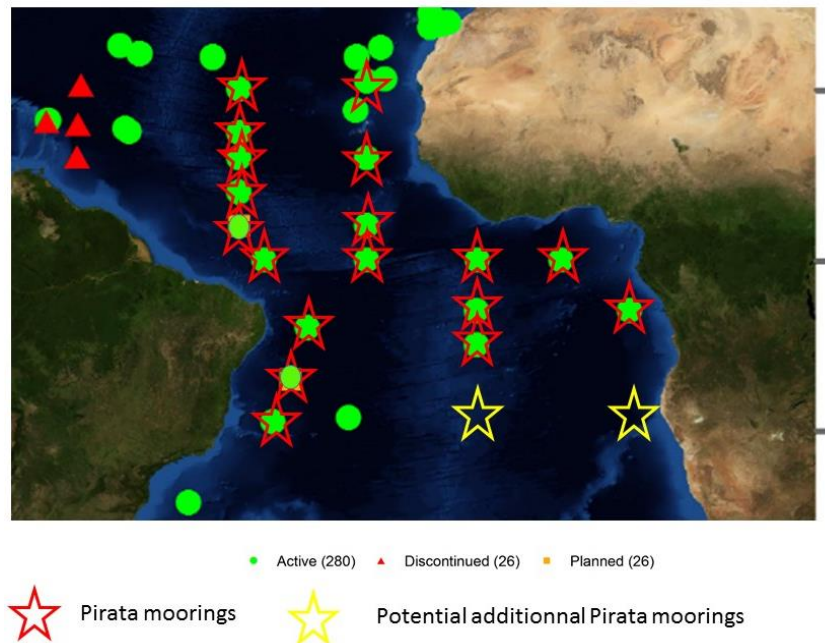 Active (280) Discontinued (26) Planned (26)
Pirata moorings Potential additionnal Pirata moorings